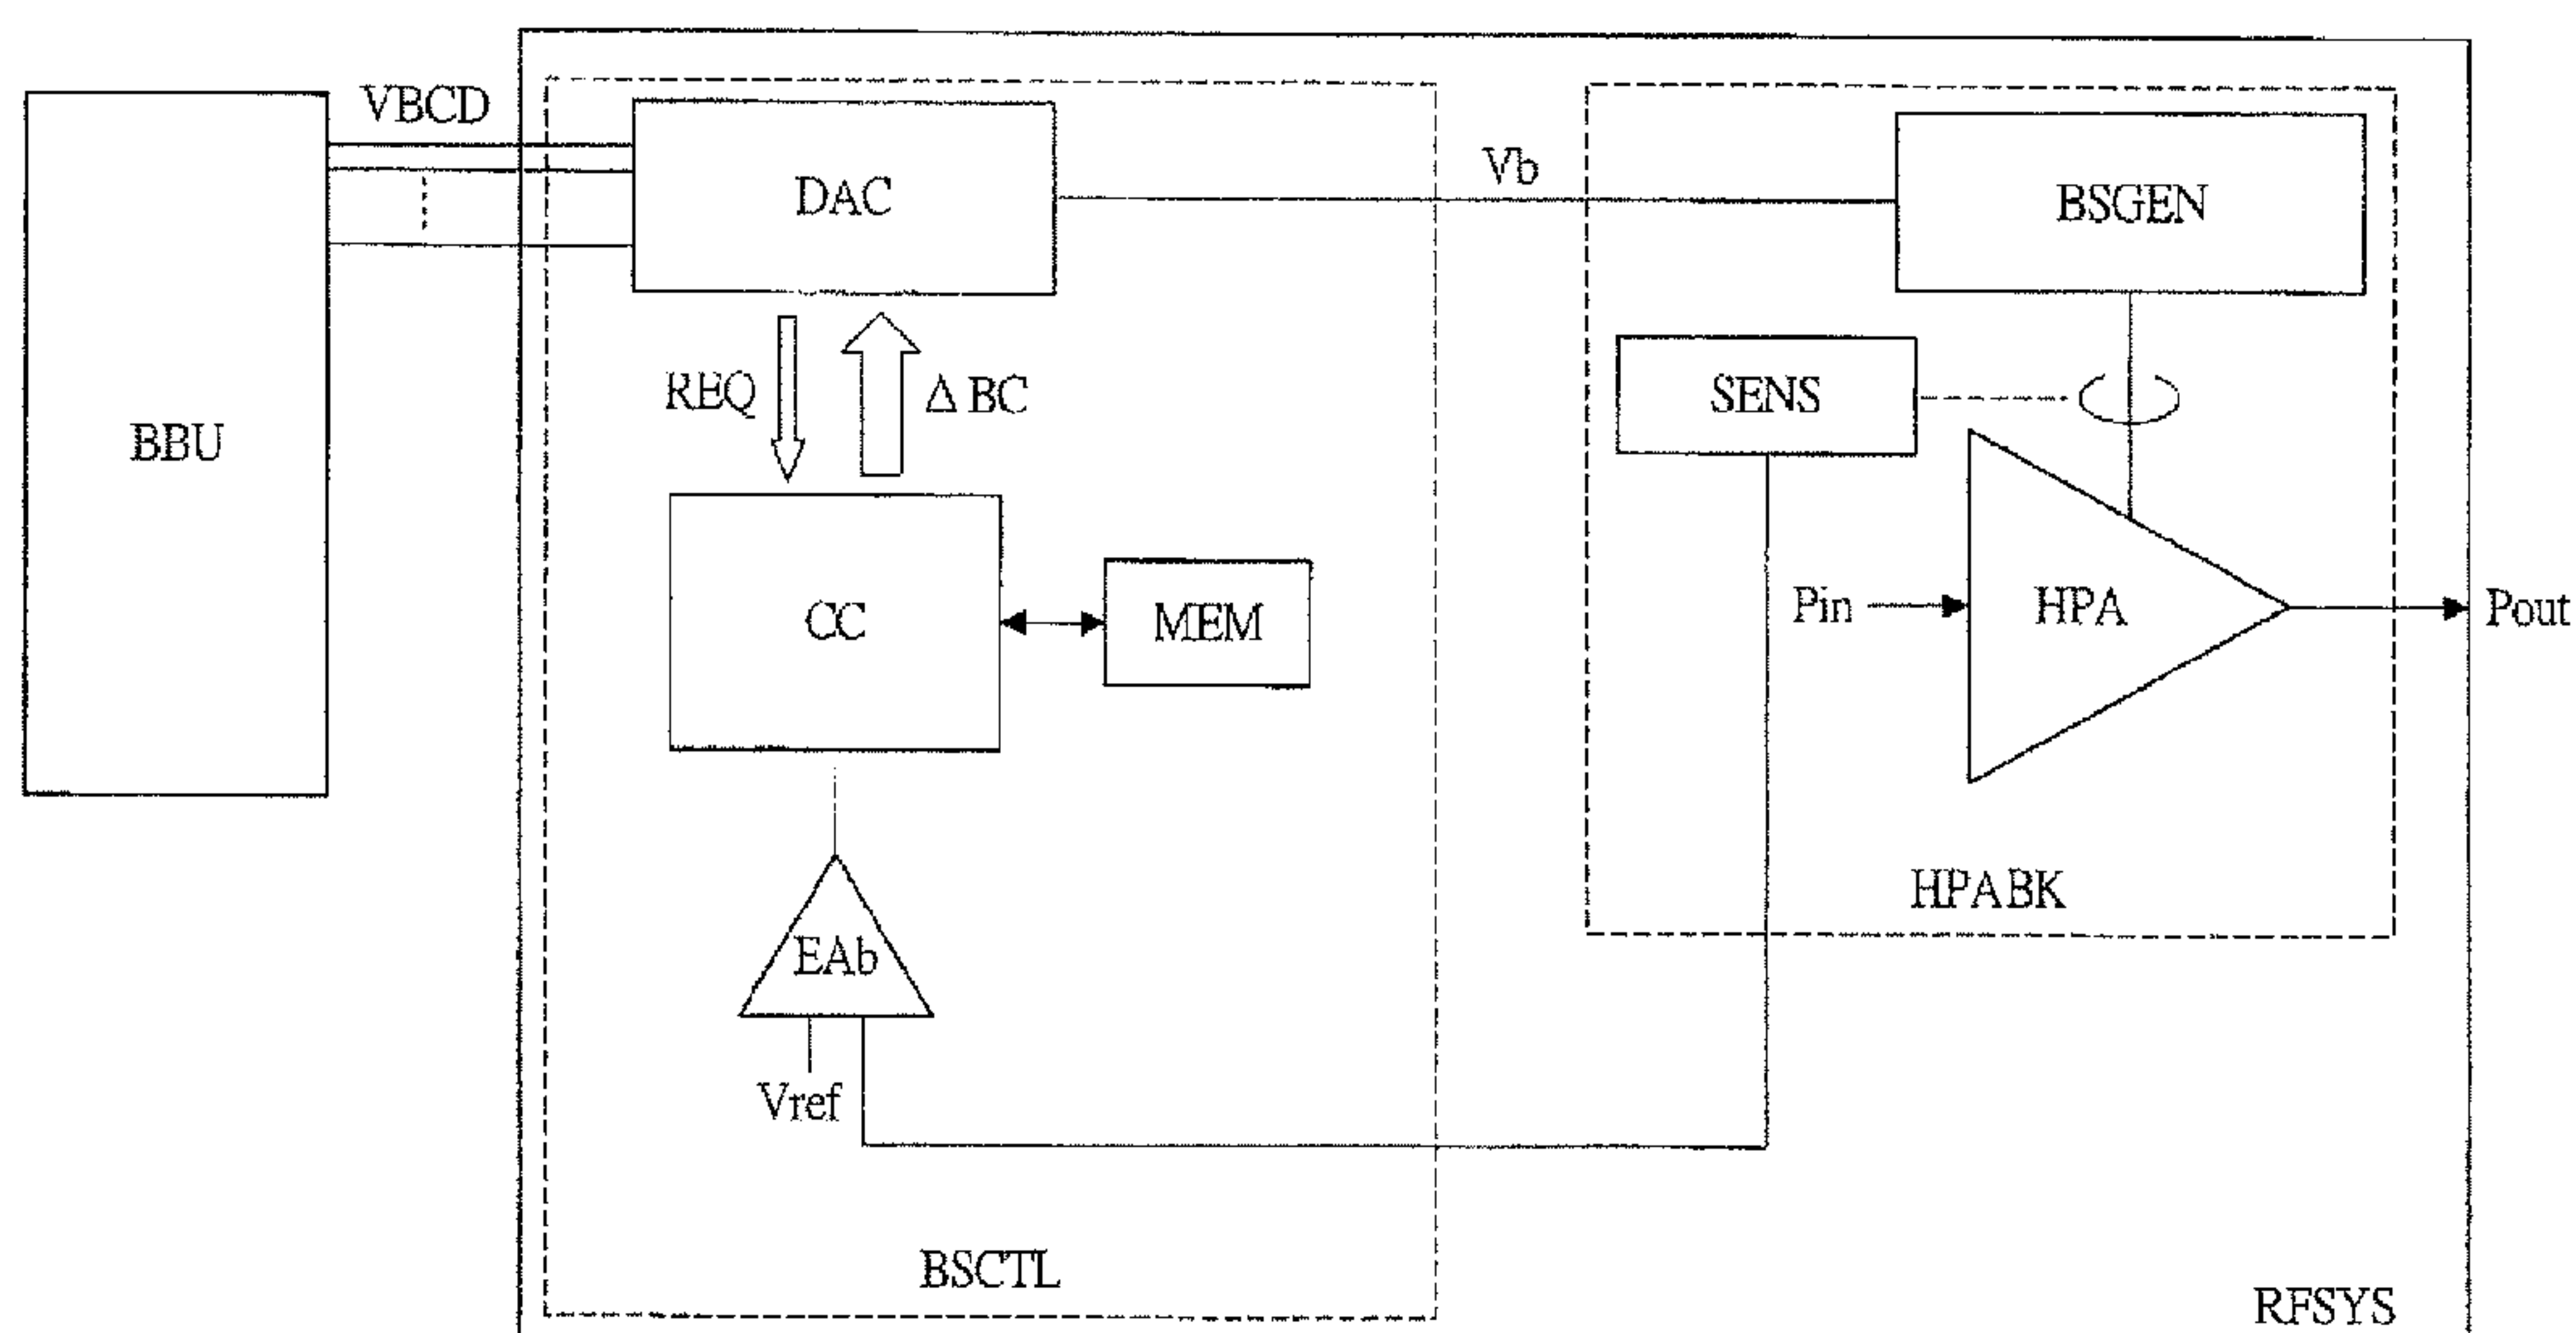 VBCD
DAC
Vb
BSGEN
BBU
REQ
Δ BC
SENS
CC
MEM
Pin
HPA
Pout
HPABK
EAb
Vref
BSCTL
RFSYS